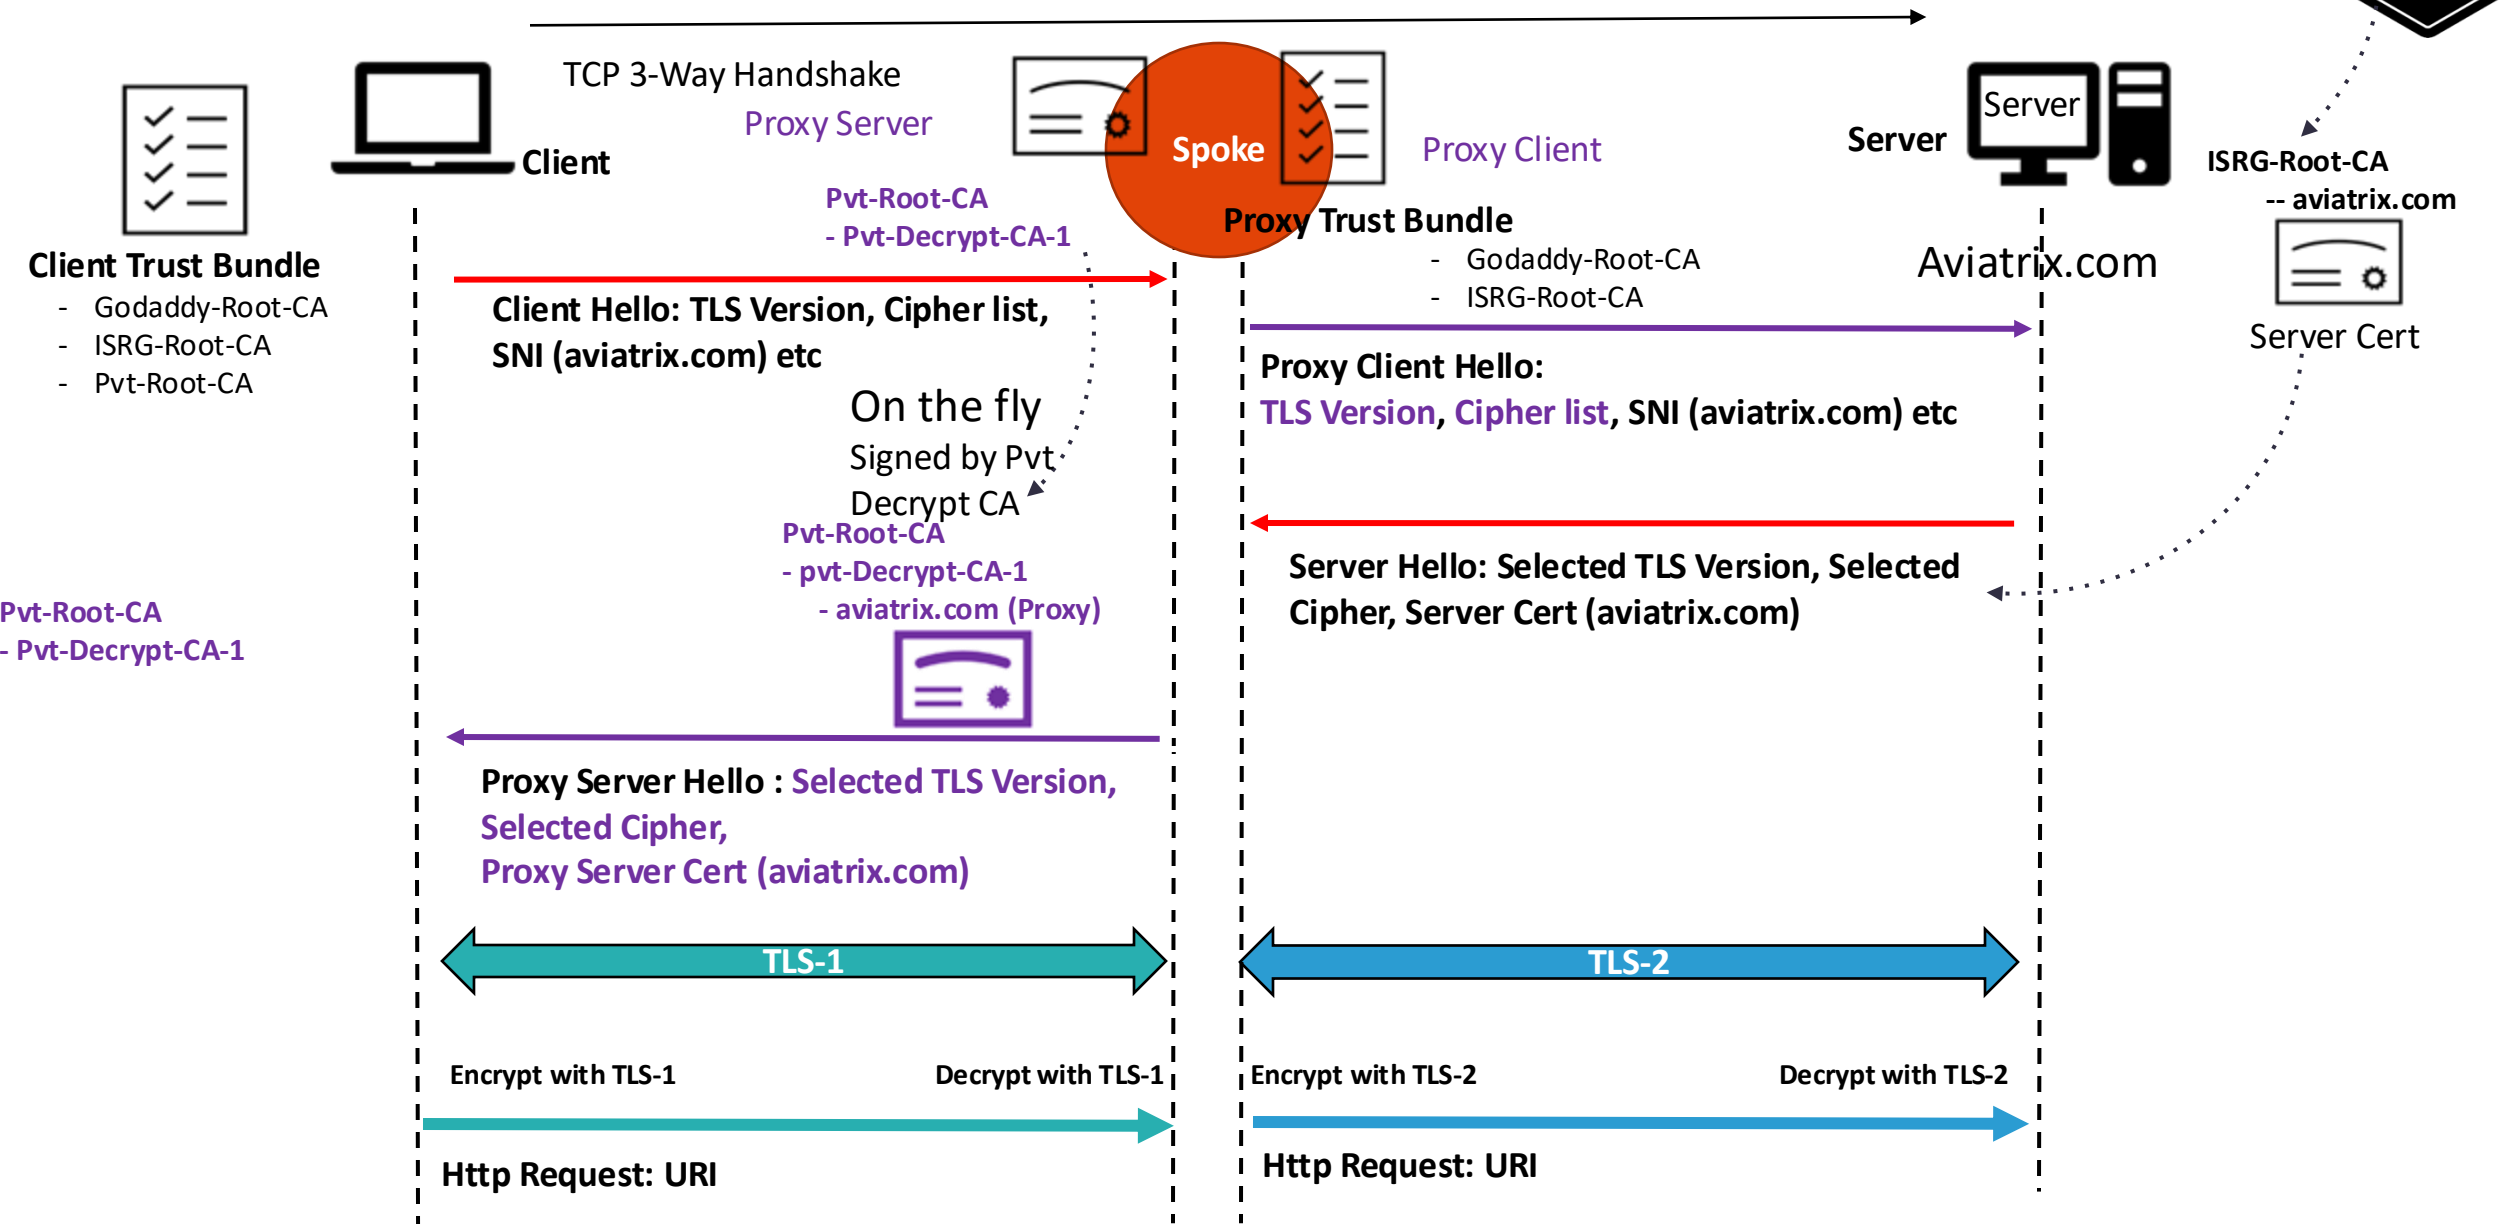 TCP 3-Way Handshake
Proxy Server
Client
Spoke
Proxy Client
Server
Server
ISRG-Root-CA
-- aviatrix.com
Pvt-Root-CA
- Pvt-Decrypt-CA-1
Proxy Trust Bundle
- Godaddy-Root-CA
- ISRG-Root-CA
Aviatrix.com
Server Cert
Client Trust Bundle
- Godaddy-Root-CA
- ISRG-Root-CA
- Pvt-Root-CA
Client Hello: TLS Version, Cipher list,
SNI (aviatrix.com) etc
Proxy Client Hello:
TLS Version, Cipher list, SNI (aviatrix.com) etc
On the fly
Signed by Pvt
Decrypt CA
Pvt-Root-CA
- pvt-Decrypt-CA-1
- aviatrix.com (Proxy)
Server Hello: Selected TLS Version, Selected
Cipher, Server Cert (aviatrix.com)
Pvt-Root-CA
- Pvt-Decrypt-CA-1
Proxy Server Hello : Selected TLS Version,
Selected Cipher,
Proxy Server Cert (aviatrix.com)
TLS-1
TLS-2
Encrypt with TLS-1
Decrypt with TLS-1
Encrypt with TLS-2
Decrypt with TLS-2
Http Request: URI
Http Request: URI